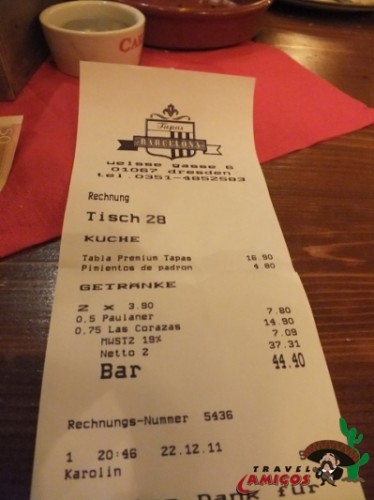 Tapas
BARCELONA
weisse gasse 6
01067 dresden
tel.0351-4852583
Rechnung
Tisch 28
KUCHE
Tabla Premium Tapas 16.90
Pimientos de padron 4.80
GETRANKE
2 x 3.90
0.5 Paulaner 7.80
0.75 Las Corazas 14.90
MWST2 19% 7.09
Netto 2 37.31
Bar 44.40
Rechnungs-Nummer 5436
1 20:46 22.12.11
Karolin
Dank für
TRAVEL
AMIGOS